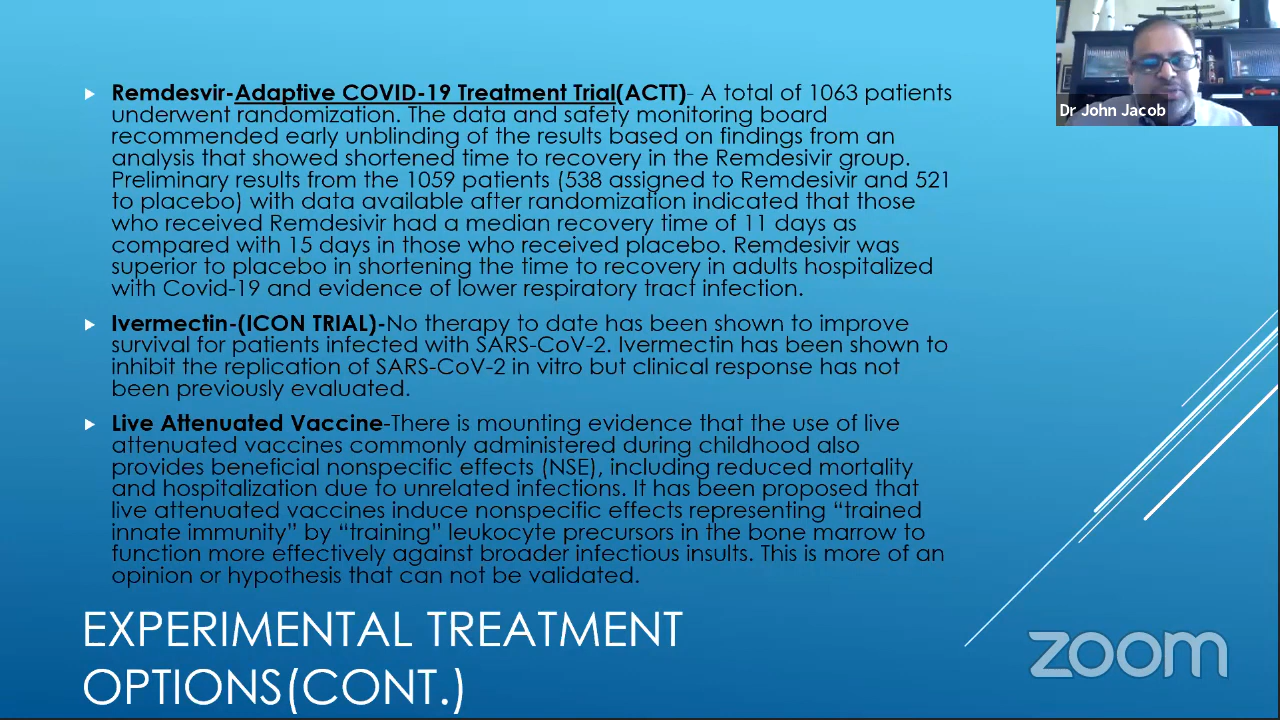 Remdesvir-Adaptive COVID-19 Treatment Trial(ACTT)- A total of 1063 patients
underwent randomization. The data and safety monitoring board
recommended early unblinding of the results based on findings from an
analysis that showed shortened time to recovery in the Remdesivir group.
Preliminary results from the 1059 patients (538 assigned to Remdesivir and 521
to placebo) with data available after randomization indicated that those
who received Remdesivir had a median recovery time of 11 days as
compared with 15 days in those who received placebo. Remdesivir was
superior to placebo in shortening the time to recovery in adults hospitalized
with Covid-19 and evidence of lower respiratory tract infection.
Ivermectin-(ICON TRIAL)-No therapy to date has been shown to improve
survival for patients infected with SARS-CoV-2. Ivermectin has been shown to
inhibit the replication of SARS-CoV-2 in vitro but clinical response has not
been previously evaluated.
Live Attenuated Vaccine-There is mounting evidence that the use of live
attenuated vaccines commonly administered during childhood also
provides beneficial nonspecific effects (NSE), including reduced mortality
and hospitalization due to unrelated infections. It has been proposed that
live attenuated vaccines induce nonspecific effects representing “trained
innate immunity” by “training” leukocyte precursors in the bone marrow to
function more effectively against broader infectious insults. This is more of an
opinion or hypothesis that can not be validated.
EXPERIMENTAL TREATMENT
OPTIONS(CONT.)
Dr John Jacob
zoom